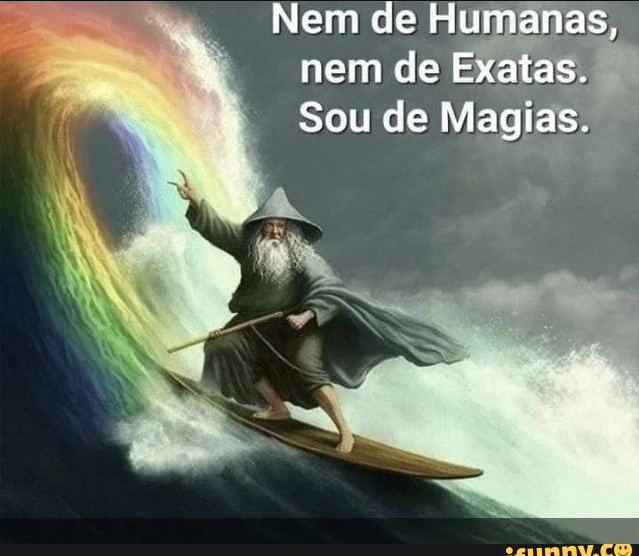 Nem de Humanas,
nem de Exatas.
Sou de Magias.
ifunny.co